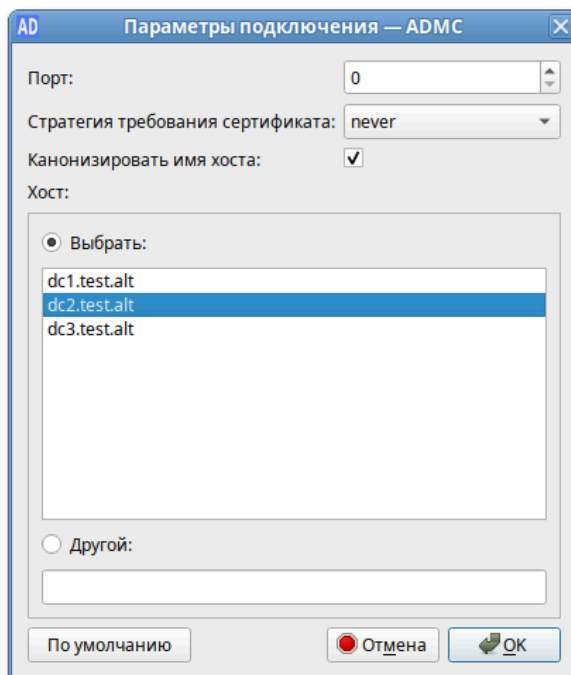 AD Параметры подключения — ADMC
Порт: 0
Стратегия требования сертификата: never
Канонизировать имя хоста:
Хост:
Выбрать:
dc1.test.alt
dc2.test.alt
dc3.test.alt
Другой:
По умолчанию Отмена OK